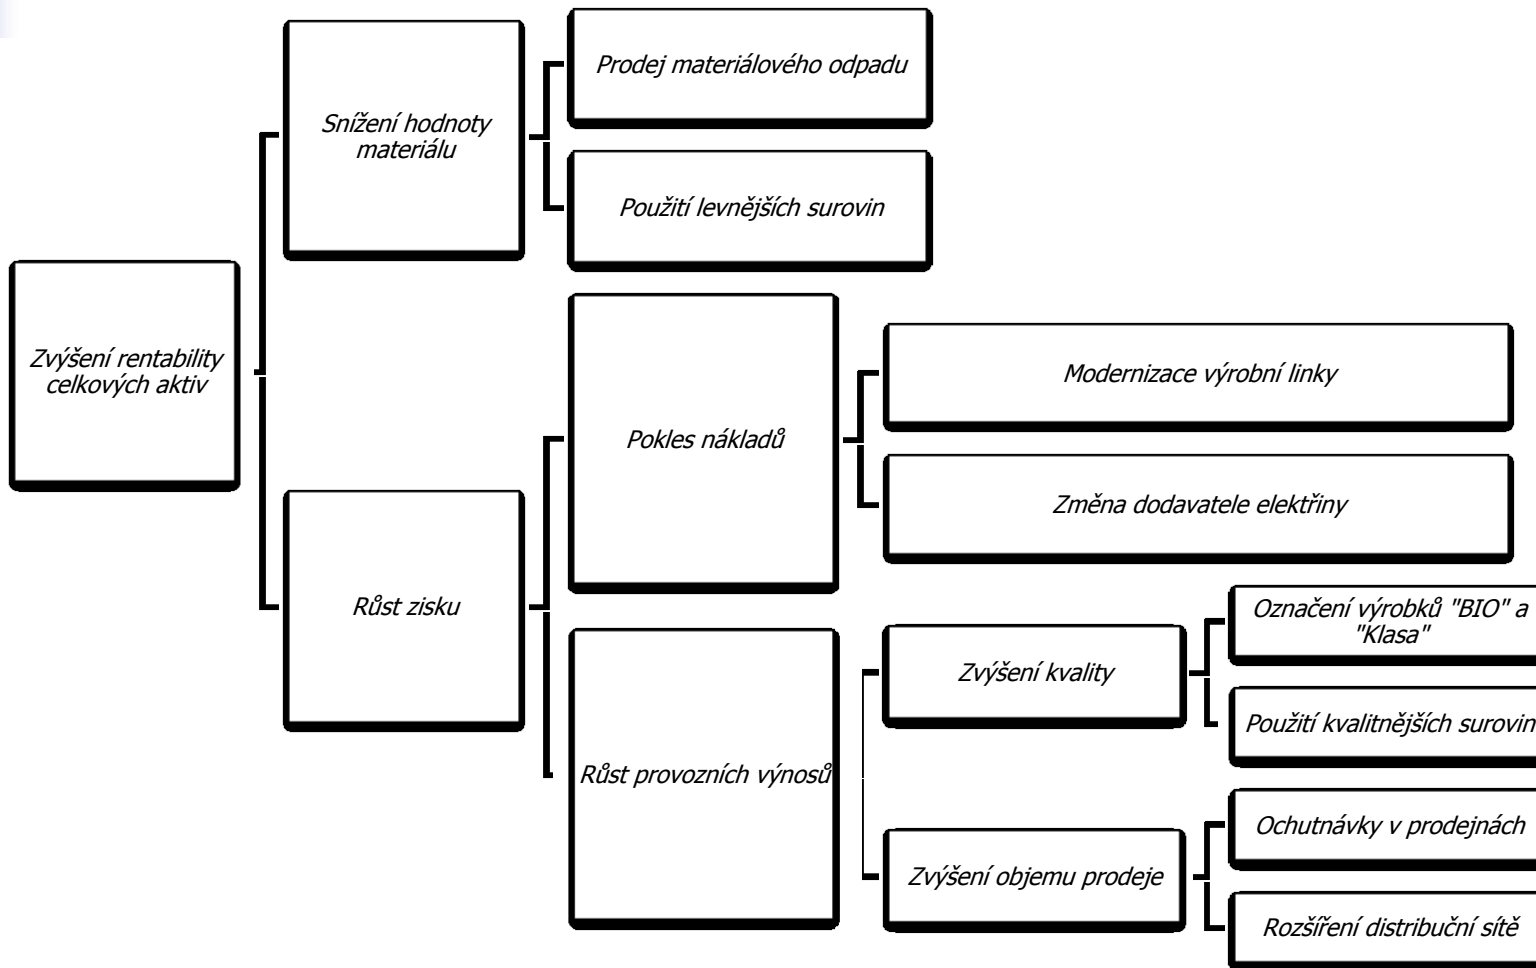 Prodej materiálového odpadu
Snížení hodnoty
materiálu
Použití levnějších surovin
Zvýšení rentability
celkových aktiv
Modernizace výrobní linky
Pokles nákladů
Změna dodavatele elektřiny
Růst zisku
Označení výrobků "BIO" a
"Klasa"
Zvýšení kvality
Použití kvalitnějších surovin
Růst provozních výnosů
Ochutnávky v prodejnách
Zvýšení objemu prodeje
Rozšíření distribuční sítě